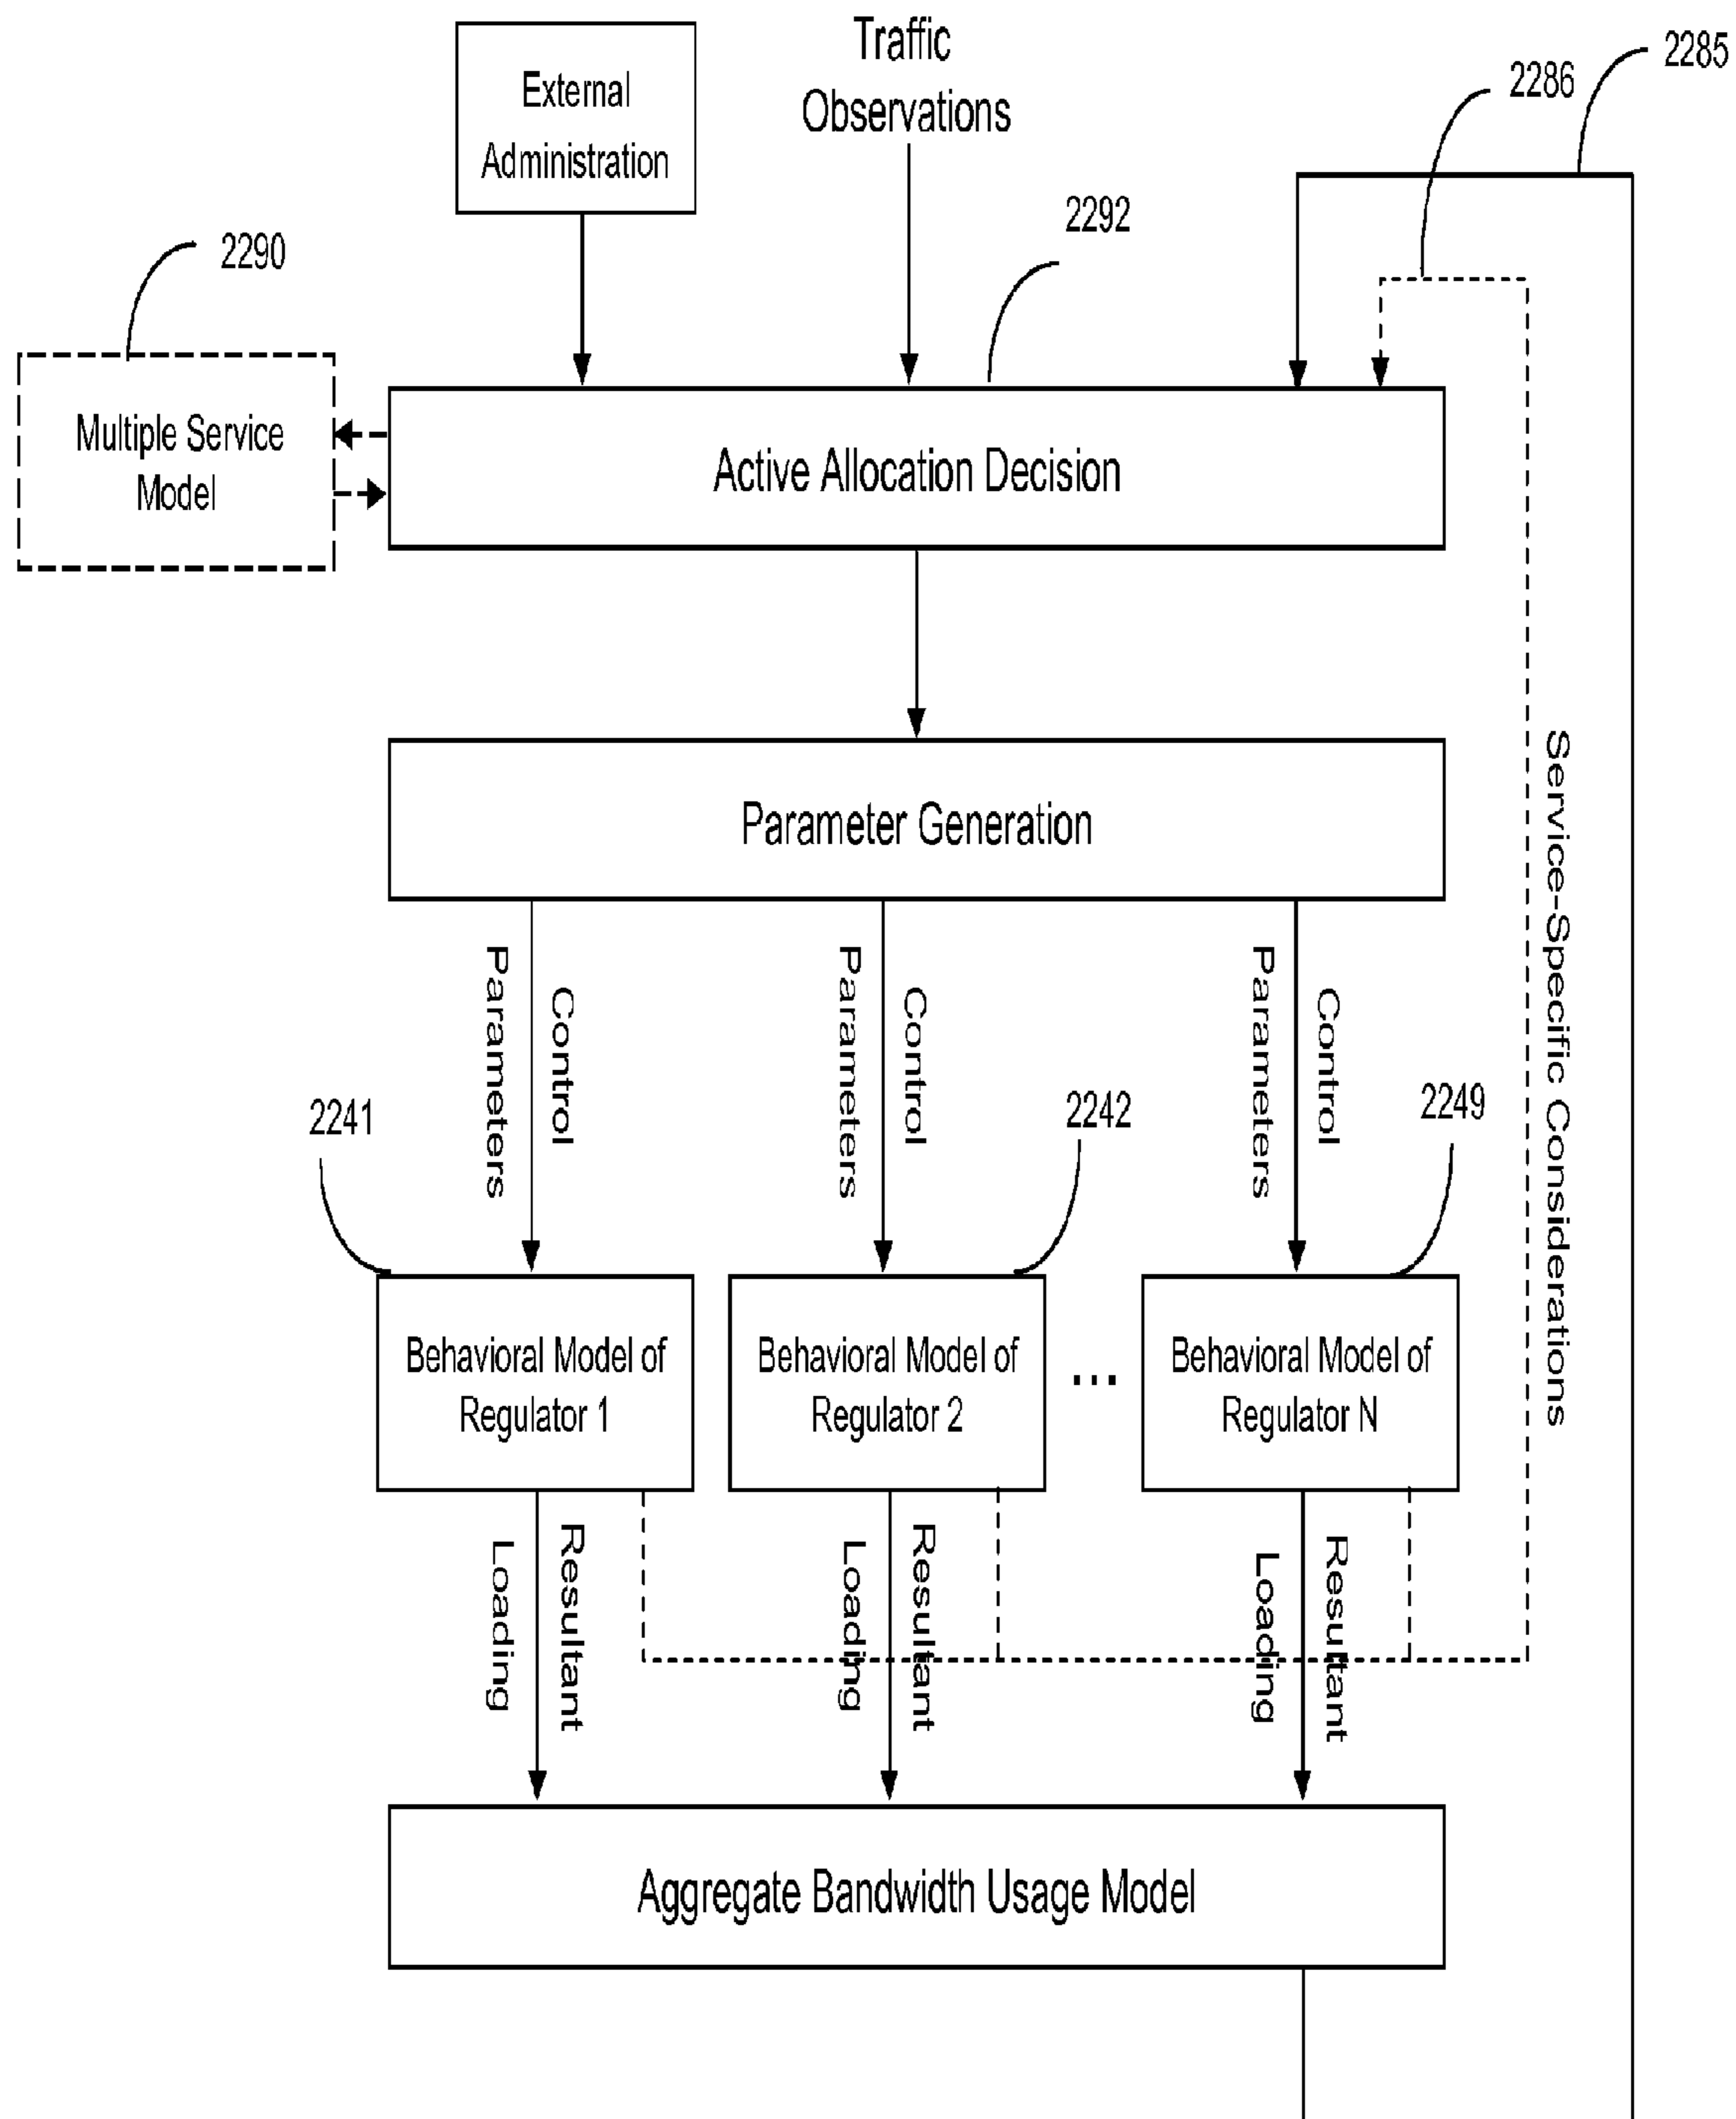 External
Administration
Traffic
Observations
2285
2286
2292
2290
Multiple Service
Model
Active Allocation Decision
Parameter Generation
Control
Parameters
Control
Parameters
Control
Parameters
Service-Specific Considerations
2241
2242
2249
Behavioral Model of
Regulator 1
Behavioral Model of
Regulator 2
...
Behavioral Model of
Regulator N
Resultant
Loading
Resultant
Loading
Resultant
Loading
Aggregate Bandwidth Usage Model